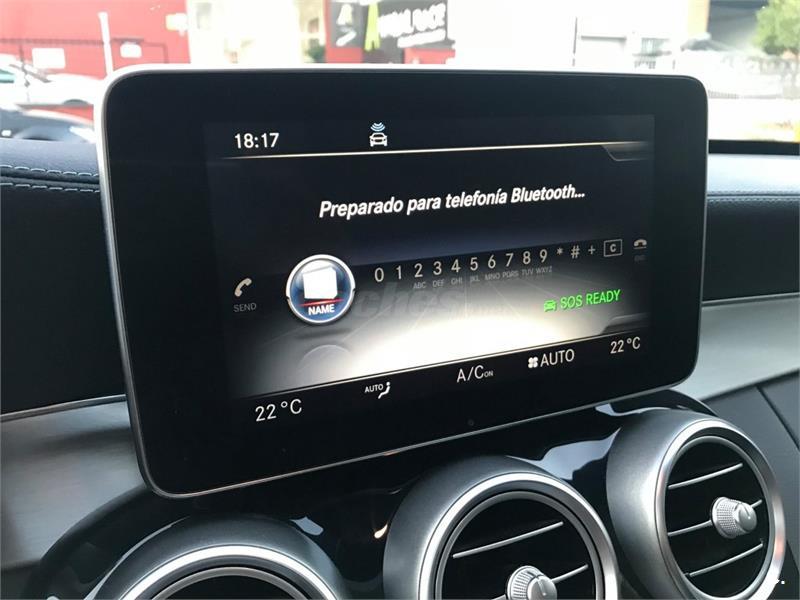 18:17
Preparado para telefonía Bluetooth...
0 1 2 3 4 5 6 7 8 9 * # + C
ABC DEF GHI JKL MNO PQRS TUV WXYZ
SEND
END
NAME
SOS READY
22 °C
AUTO
A/C ON
AUTO
22 °C